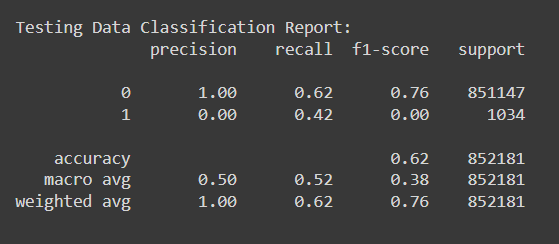 Testing Data Classification Report:
precision recall f1-score support
0 1.00 0.62 0.76 851147
1 0.00 0.42 0.00 1034
accuracy 0.62 852181
macro avg 0.50 0.52 0.38 852181
weighted avg 1.00 0.62 0.76 852181